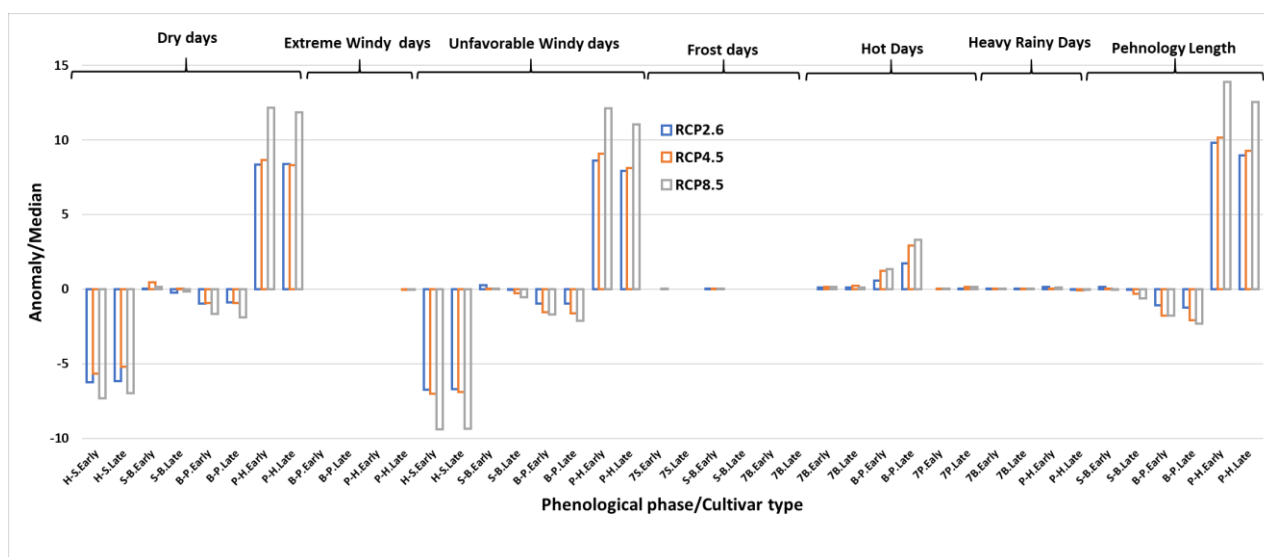 Dry days
Extreme Windy days
Unfavorable Windy days
Frost days
Hot Days
Heavy Rainy Days
Pehnology Length
15
10
5
0
-5
-10
Anomaly/Median
RCP2.6
RCP4.5
RCP8.5
H-S.Early
H-S.Late
S-B.Early
S-B.Late
B-P.Early
B-P.Late
P-H.Early
P-H.Late
B-P.Early
B-P.Late
P-H.Early
P-H.Late
H-S.Early
H-S.Late
S-B.Early
S-B.Late
B-P.Early
B-P.Late
P-H.Early
P-H.Late
7S.Early
7S.Late
S-B.Early
S-B.Late
7B.Early
7B.Late
7B.Early
7B.Late
B-P.Early
B-P.Late
7P.Ealy
7P.Late
7B.Early
7B.Late
P-H.Early
P-H.Late
S-B.Early
S-B.Late
B-P.Early
B-P.Late
P-H.Early
P-H.Late
Phenological phase/Cultivar type